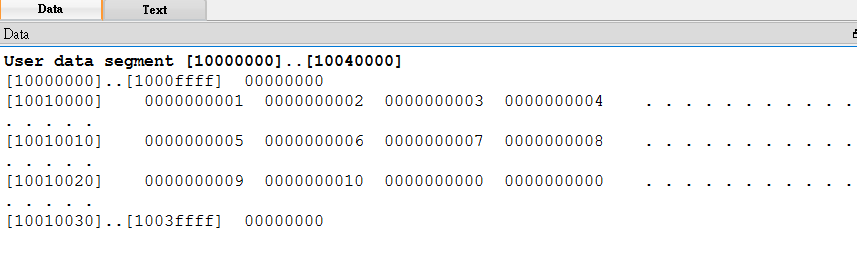 Data Text
Data
User data segment [10000000]..[10040000]
[10000000]..[1000ffff] 00000000
[10010000] 0000000001 0000000002 0000000003 0000000004 . . . . . . . . . . .
. . . . .
[10010010] 0000000005 0000000006 0000000007 0000000008 . . . . . . . . . . .
. . . . .
[10010020] 0000000009 0000000010 0000000000 0000000000 . . . . . . . . . . .
. . . . .
[10010030]..[1003ffff] 00000000